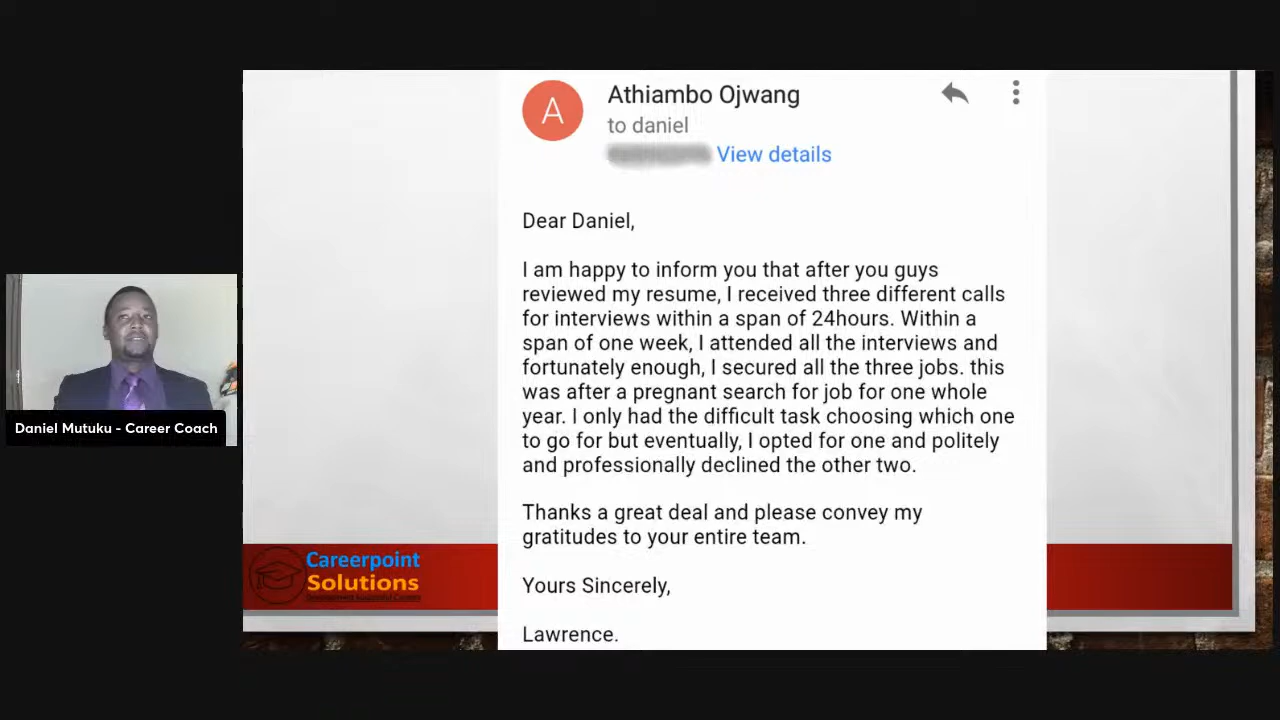 A
Athiambo Ojwang
to daniel
View details
Dear Daniel,
I am happy to inform you that after you guys
reviewed my resume, I received three different calls
for interviews within a span of 24hours. Within a
span of one week, I attended all the interviews and
fortunately enough, I secured all the three jobs. this
was after a pregnant search for job for one whole
year. I only had the difficult task choosing which one
to go for but eventually, I opted for one and politely
and professionally declined the other two.
Thanks a great deal and please convey my
gratitudes to your entire team.
Yours Sincerely,
Lawrence.
Daniel Mutuku - Career Coach
Careerpoint
Solutions